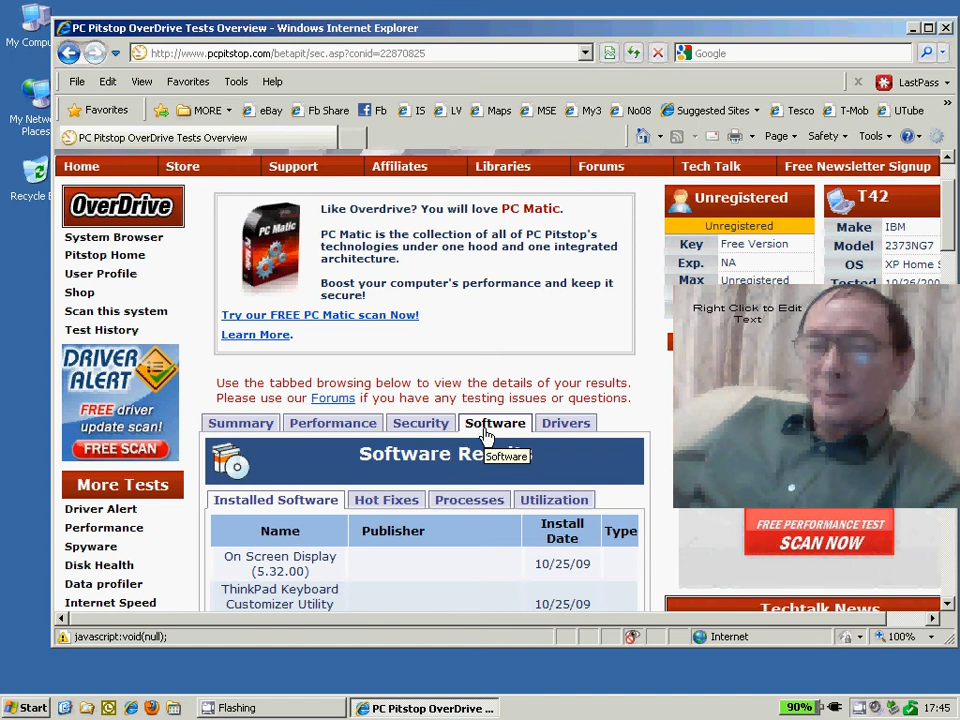 My Compu
My Netw
Places
Recycle B
PC Pitstop OverDrive Tests Overview - Windows Internet Explorer
http://www.pcpitstop.com/betapit/sec.asp?conid=22870825
Google
File Edit View Favorites Tools Help
LastPass
Favorites MORE eBay Fb Share Fb IS LV Maps MSE My3 No08 Suggested Sites Tesco T-Mob UTube
PC Pitstop OverDrive Tests Overview
Page Safety Tools
Home Store Support Affiliates Libraries Forums Tech Talk Free Newsletter Signup
OverDrive
System Browser
Pitstop Home
User Profile
Shop
Scan this system
Test History
DRIVER
ALERT
FREE driver
update scan!
FREE SCAN
More Tests
Driver Alert
Performance
Spyware
Disk Health
Data profiler
Internet Speed
PC Matic
Like Overdrive? You will love PC Matic.
PC Matic is the collection of all of PC Pitstop's
technologies under one hood and one integrated
architecture.
Boost your computer's performance and keep it
secure!
Try our FREE PC Matic scan Now!
Learn More.
Use the tabbed browsing below to view the details of your results.
Please use our Forums if you have any testing issues or questions.
Summary Performance Security Software Drivers
Software Re
Software
Installed Software Hot Fixes Processes Utilization
Name Publisher Install Date Type
On Screen Display
(5.32.00) 10/25/09
ThinkPad Keyboard
Customizer Utility 10/25/09
Unregistered
Unregistered
Key Free Version
Exp. NA
Max Unregistered
T42
Make IBM
Model 2373NG7
OS XP Home S
Tested 10/26/200
Right Click to Edit
Text
FREE PERFORMANCE TEST
SCAN NOW
Techtalk News
javascript:void(null);
Internet
100%
Start
Flashing
PC Pitstop OverDrive ...
90%
17:45